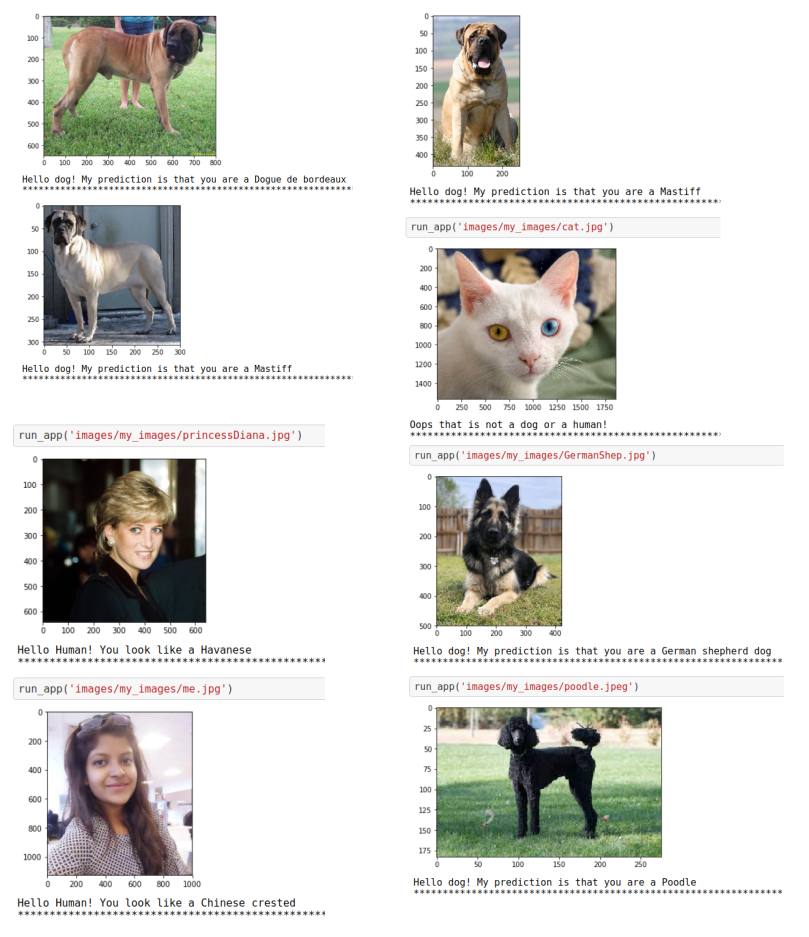 0
100
200
300
400
500
600
0 100 200 300 400 500 600 700 800
Hello dog! My prediction is that you are a Dogue de bordeaux
0
50
100
150
200
250
300
0 50 100 150 200 250 300
Hello dog! My prediction is that you are a Mastiff
run_app('images/my_images/princessDiana.jpg')
0
100
200
300
400
500
600
0 100 200 300 400 500 600
Hello Human! You look like a Havanese
run_app('images/my_images/me.jpg')
0
200
400
600
800
1000
0 200 400 600 800 1000
Hello Human! You look like a Chinese crested
0
50
100
150
200
250
300
350
400
0 100 200
Hello dog! My prediction is that you are a Mastiff
run_app('images/my_images/cat.jpg')
0
200
400
600
800
1000
1200
1400
0 250 500 750 1000 1250 1500 1750
Oops that is not a dog or a human!
run_app('images/my_images/GermanShep.jpg')
0
100
200
300
400
500
0 100 200 300 400
Hello dog! My prediction is that you are a German shepherd dog
run_app('images/my_images/poodle.jpeg')
0
25
50
75
100
125
150
175
0 50 100 150 200 250
Hello dog! My prediction is that you are a Poodle